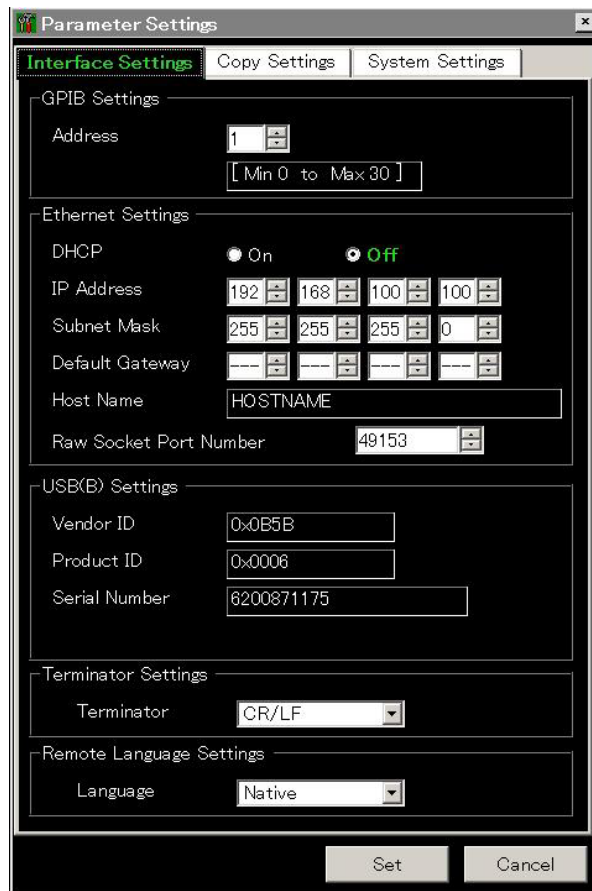 Parameter Settings
Interface Settings Copy Settings System Settings
GPIB Settings
Address 1
[ Min 0 to Max 30 ]
Ethernet Settings
DHCP On Off
IP Address 192 168 100 100
Subnet Mask 255 255 255 0
Default Gateway --- --- --- ---
Host Name HOSTNAME
Raw Socket Port Number 49153
USB(B) Settings
Vendor ID 0x0B5B
Product ID 0x0006
Serial Number 6200871175
Terminator Settings
Terminator CR/LF
Remote Language Settings
Language Native
Set Cancel